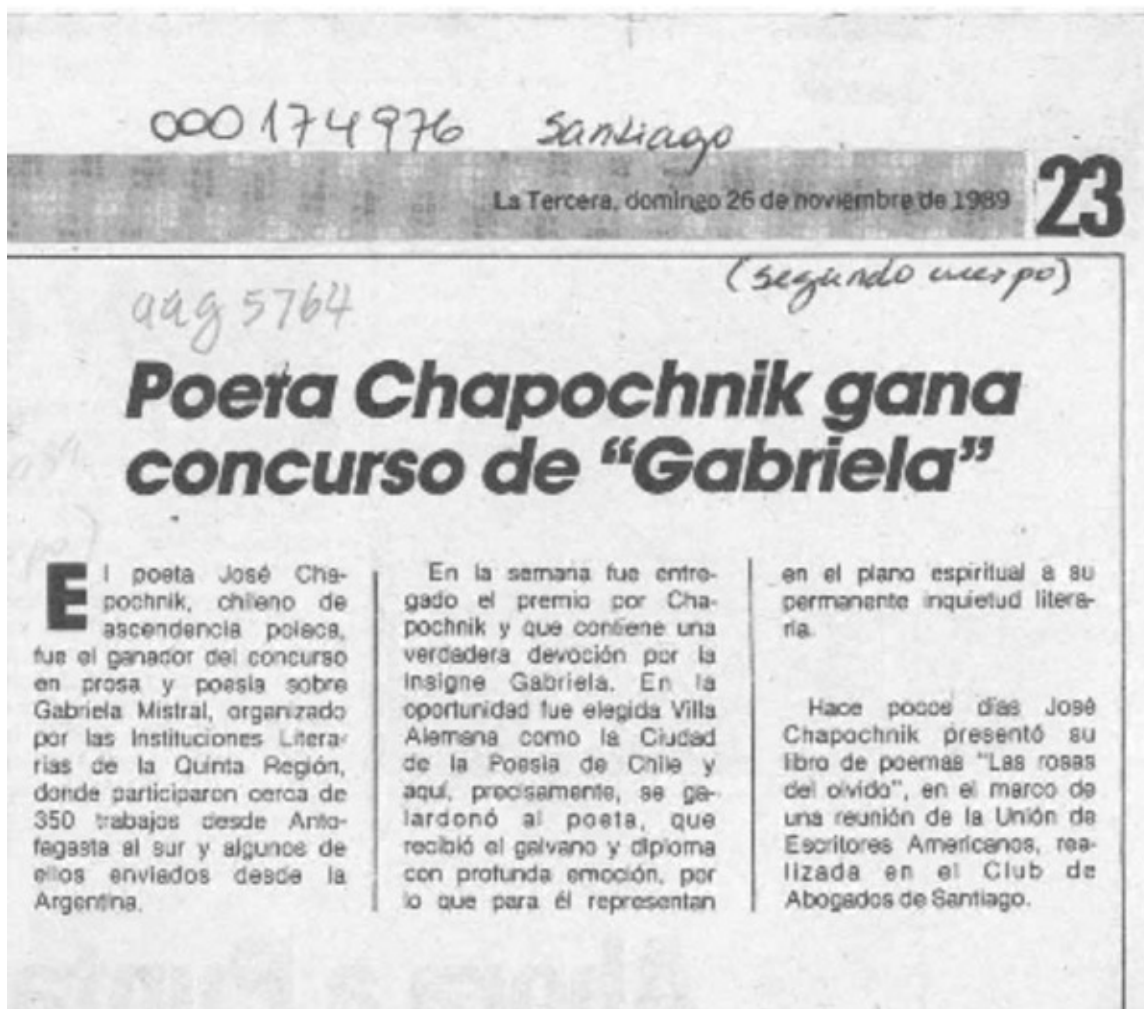 000174976 Santiago
La Tercera, domingo 26 de noviembre de 1989 23
(segundo cuerpo)
aag 5764
Poeta Chapochnik gana
concurso de “Gabriela”
El poeta José Cha-
pochnik, chileno de
ascendencia polaca,
fue el ganador del concurso
en prosa y poesía sobre
Gabriela Mistral, organizado
por las Instituciones Litera-
rias de la Quinta Región,
donde participaron cerca de
350 trabajos desde Anto-
fagasta al sur y algunos de
ellos enviados desde la
Argentina.
En la semana fue entre-
gado el premio por Cha-
pochnik y que contiene una
verdadera devoción por la
insigne Gabriela. En la
oportunidad fue elegida Villa
Alemana como la Ciudad
de la Poesía de Chile y
aquí, precisamente, se ga-
lardonó al poeta, que
recibió el galvano y diploma
con profunda emoción, por
lo que para él representan
en el plano espiritual a su
permanente inquietud litera-
ria.
Hace pocos días José
Chapochnik presentó su
libro de poemas "Las rosas
del olvido", en el marco de
una reunión de la Unión de
Escritores Americanos, rea-
lizada en el Club de
Abogados de Santiago.